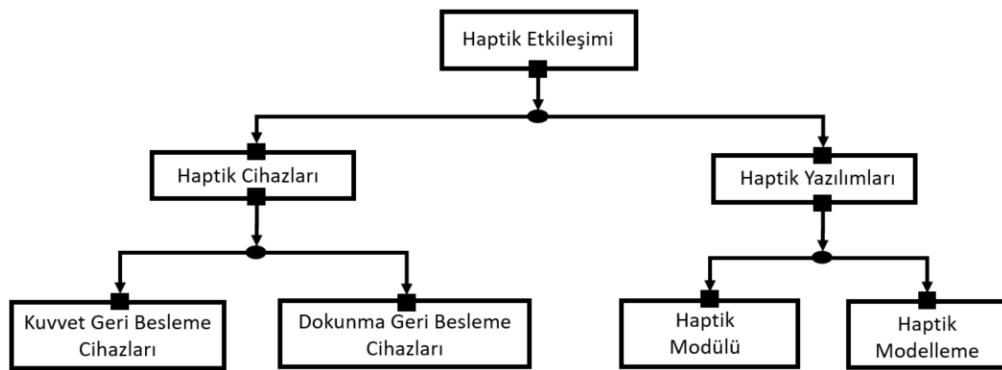 Haptik Etkileşimi
Haptik Cihazları
Haptik Yazılımları
Kuvvet Geri Besleme
Cihazları
Dokunma Geri Besleme
Cihazları
Haptik
Modülü
Haptik
Modelleme